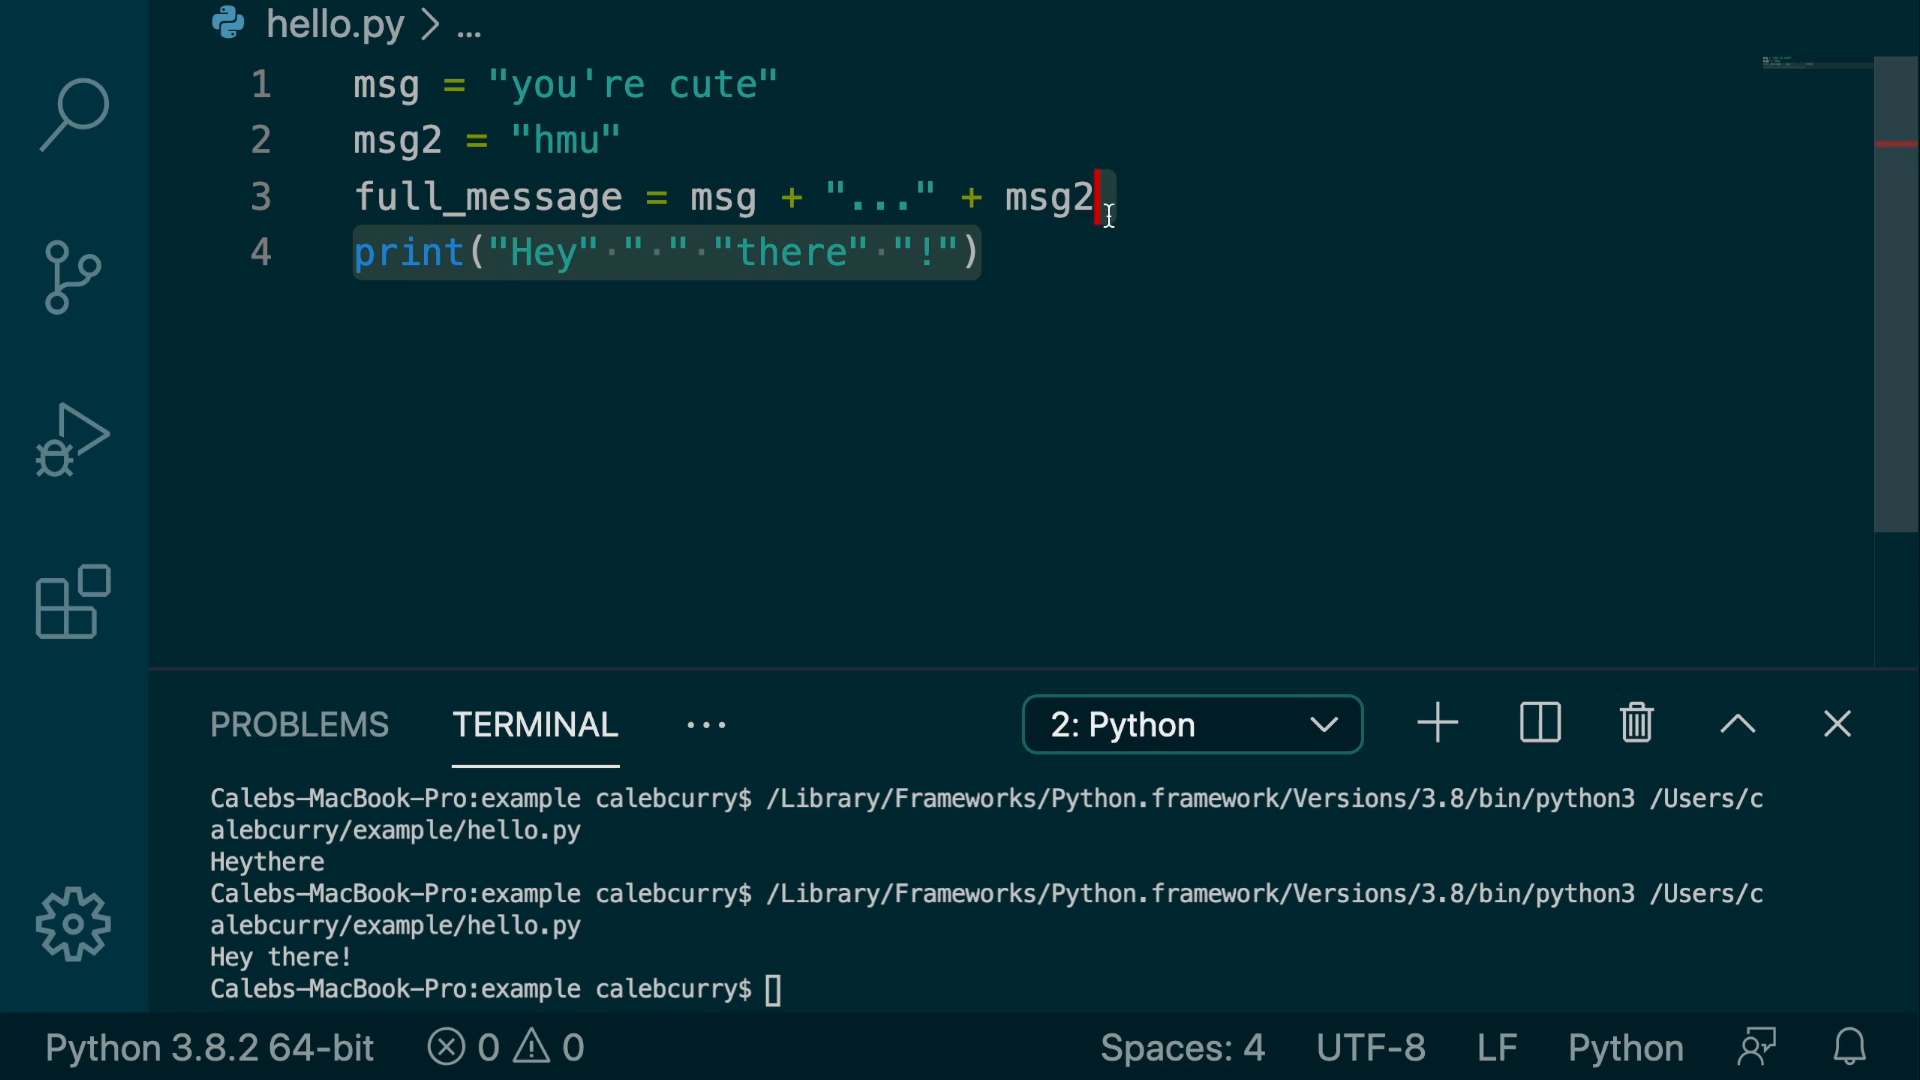 hello.py > ...
1 msg = "you're cute"
2 msg2 = "hmu"
3 full_message = msg + "..." + msg2
4 print("Hey" " " "there" "!")
PROBLEMS TERMINAL ... 2: Python
Calebs-MacBook-Pro:example calebcurry$ /Library/Frameworks/Python.framework/Versions/3.8/bin/python3 /Users/c
alebcurry/example/hello.py
Heythere
Calebs-MacBook-Pro:example calebcurry$ /Library/Frameworks/Python.framework/Versions/3.8/bin/python3 /Users/c
alebcurry/example/hello.py
Hey there!
Calebs-MacBook-Pro:example calebcurry$
Python 3.8.2 64-bit 0 0 Spaces: 4 UTF-8 LF Python